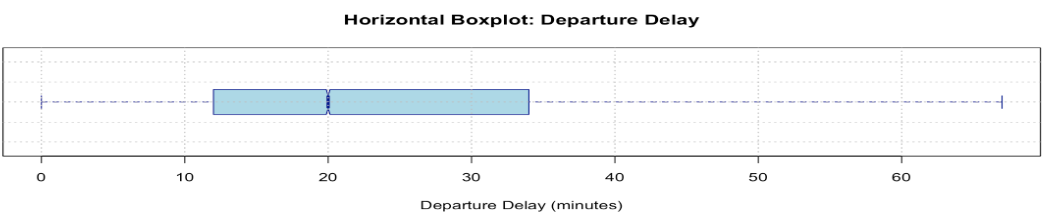 Horizontal Boxplot: Departure Delay
0 10 20 30 40 50 60
Departure Delay (minutes)